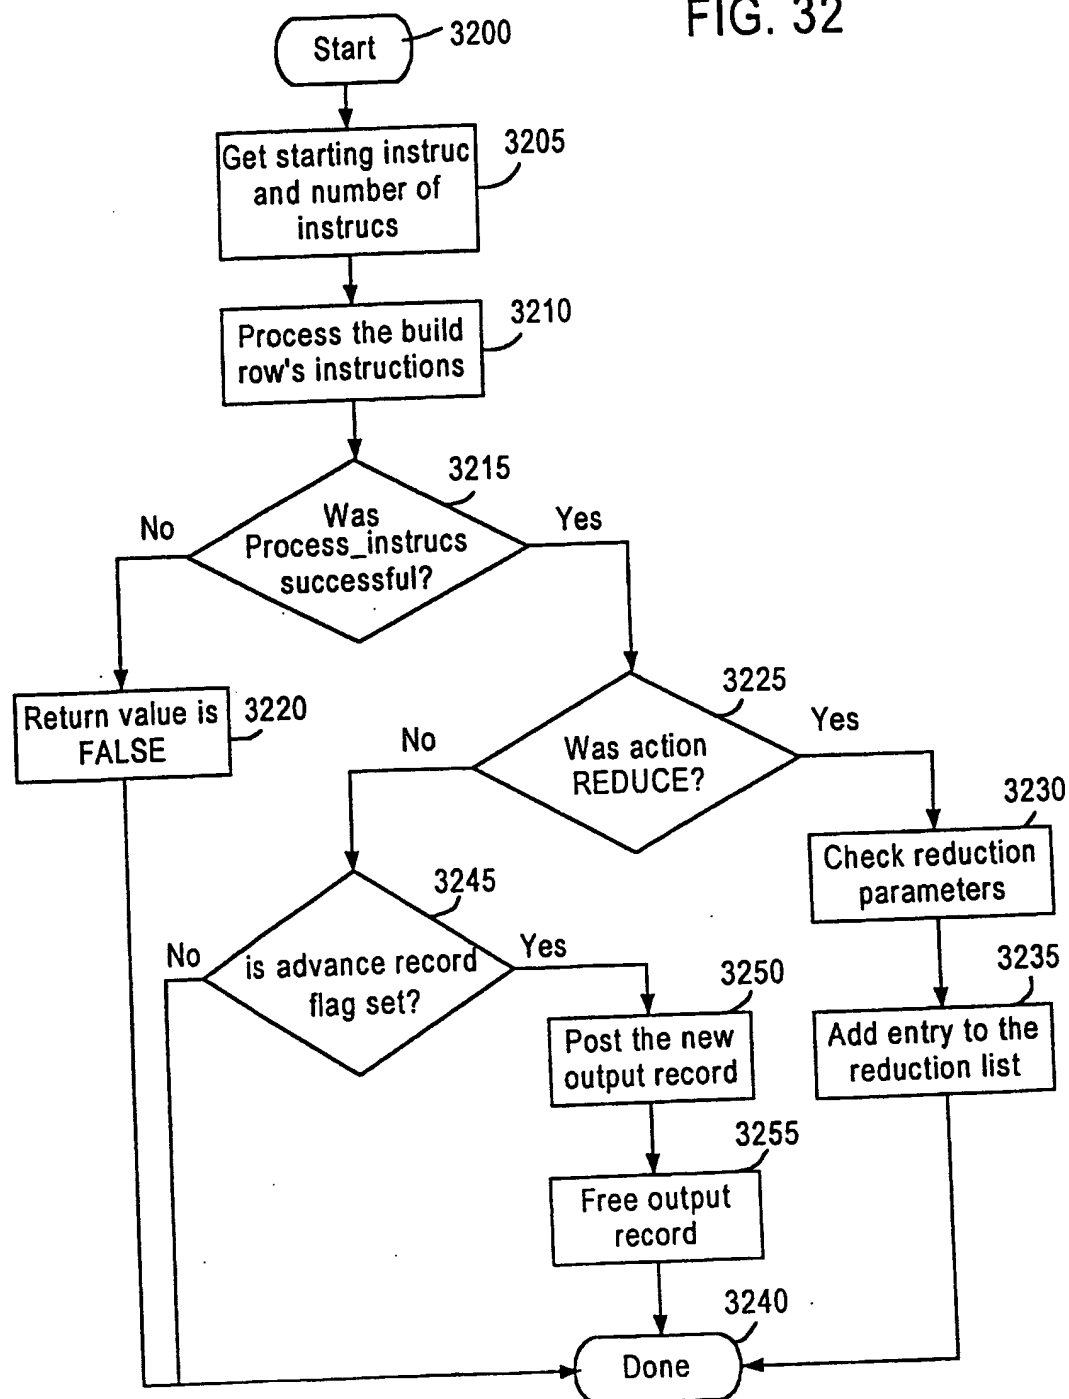 FIG. 32
Start
3200
Get starting instruc
and number of
instrucs
3205
Process the build
row's instructions
3210
Was
Process_instrucs
successful?
3215
No
Yes
Return value is
FALSE
3220
Was action
REDUCE?
3225
No
Yes
Check reduction
parameters
3230
is advance record
flag set?
3245
No
Yes
Add entry to the
reduction list
3235
Post the new
output record
3250
Free output
record
3255
Done
3240